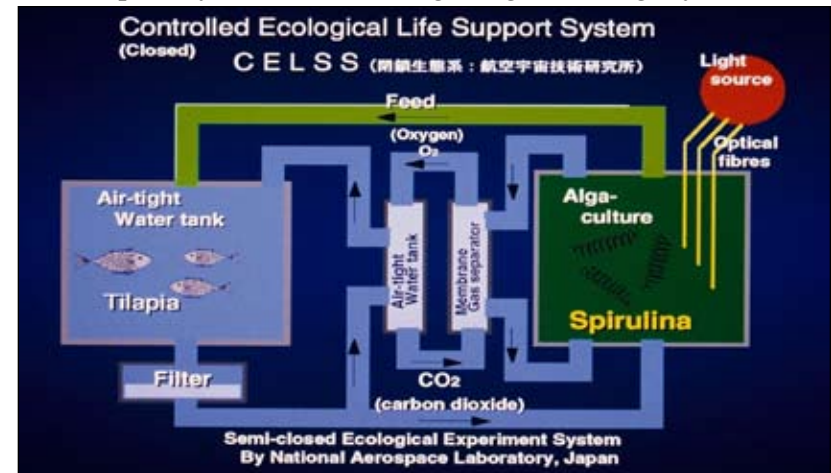 Controlled Ecological Life Support System
(Closed)
C E L S S (閉鎖生態系：航空宇宙技術研究所)
Light
source
Feed
(Oxygen)
O₂
Optical
fibres
Air-tight
Water tank
Alga-
culture
Air-tight
Water tank
Membrane
Gas separator
Tilapia
Spirulina
Filter
CO₂
(carbon dioxide)
Semi-closed Ecological Experiment System
By National Aerospace Laboratory, Japan